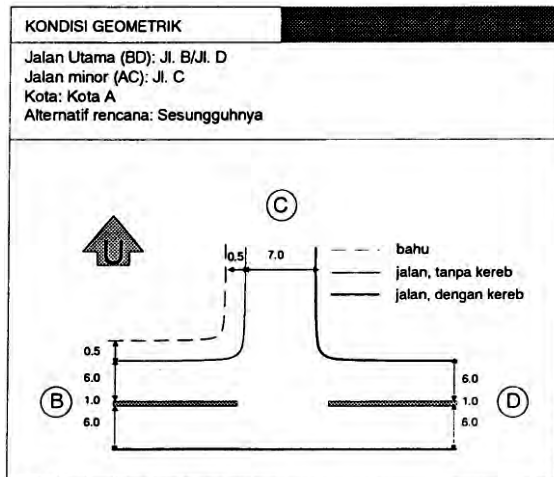 KONDISI GEOMETRIK
Jalan Utama (BD): Jl. B/Jl. D
Jalan minor (AC): Jl. C
Kota: Kota A
Alternatif rencana: Sesungguhnya
C
U
0.5 7.0
bahu
jalan, tanpa kereb
jalan, dengan kereb
0.5
6.0
B 1.0
6.0
6.0
1.0 D
6.0